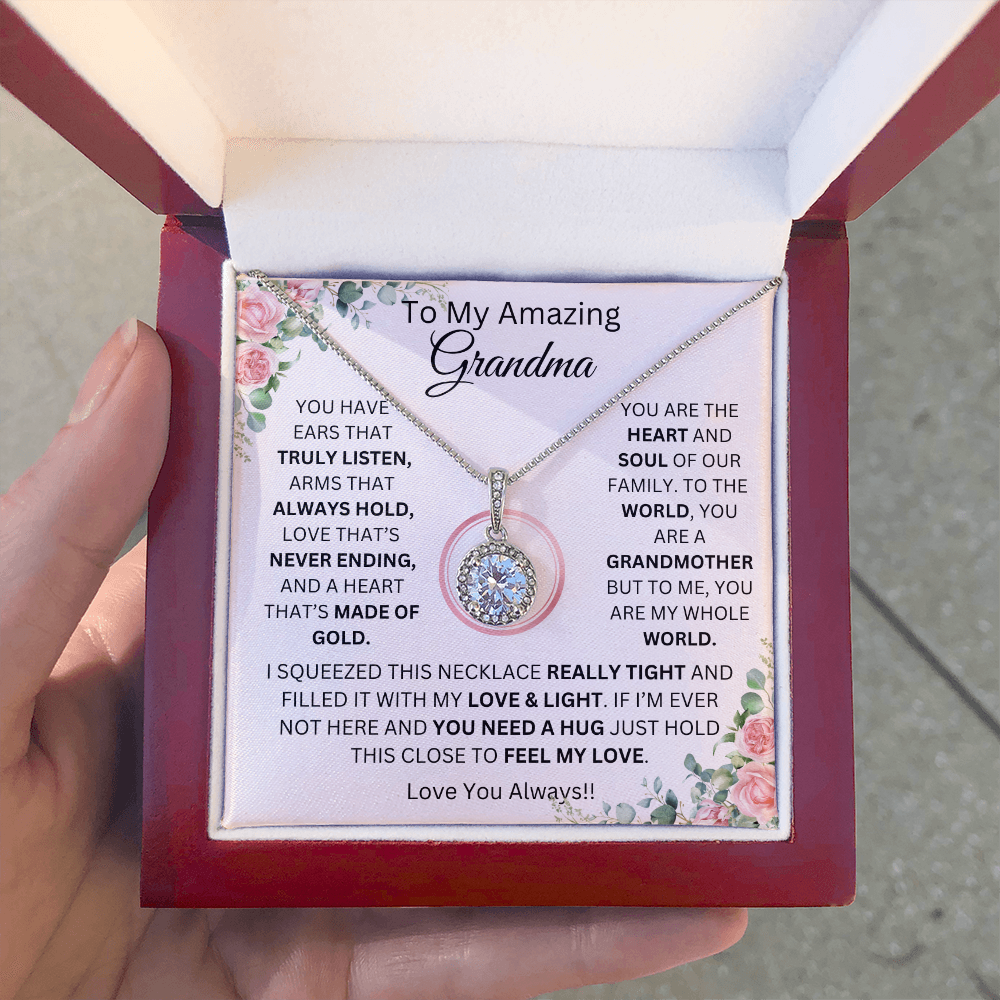 To My Amazing
Grandma
YOU HAVE
EARS THAT
TRULY LISTEN,
ARMS THAT
ALWAYS HOLD,
LOVE THAT'S
NEVER ENDING,
AND A HEART
THAT'S MADE OF
GOLD.
YOU ARE THE
HEART AND
SOUL OF OUR
FAMILY. TO THE
WORLD, YOU
ARE A
GRANDMOTHER
BUT TO ME, YOU
ARE MY WHOLE
WORLD.
I SQUEEZED THIS NECKLACE REALLY TIGHT AND
FILLED IT WITH MY LOVE & LIGHT. IF I'M EVER
NOT HERE AND YOU NEED A HUG JUST HOLD
THIS CLOSE TO FEEL MY LOVE.
Love You Always!!